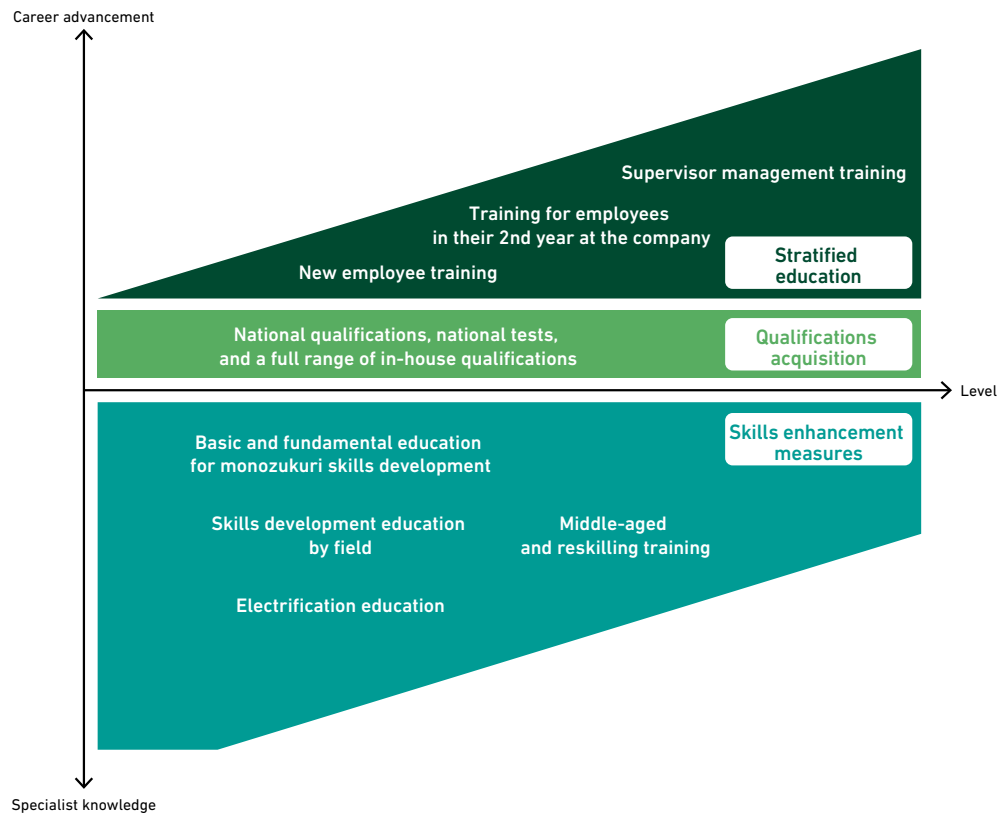 Career advancement
Supervisor management training
Training for employees
in their 2nd year at the company
New employee training
Stratified
education
National qualifications, national tests,
and a full range of in-house qualifications
Qualifications
acquisition
Level
Skills enhancement
measures
Basic and fundamental education
for monozukuri skills development
Skills development education
by field
Middle-aged
and reskilling training
Electrification education
Specialist knowledge